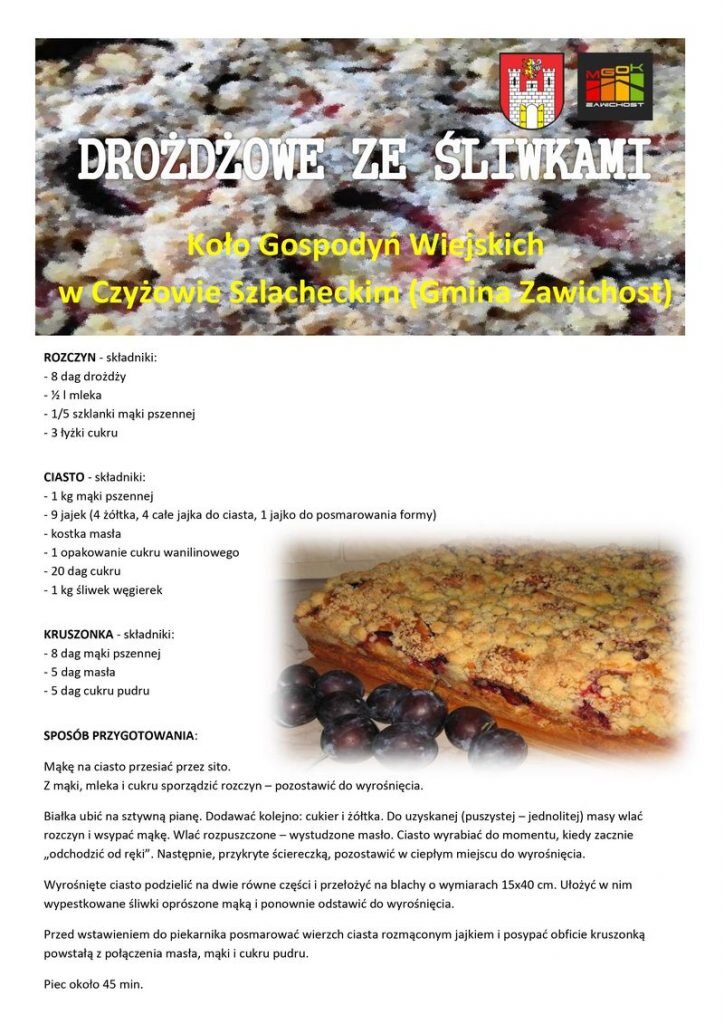 MGOK
ZAWICHOST
DROŻDŻOWE ZE ŚLIWKAMI
Koło Gospodyń Wiejskich
w Czyżowie Szlacheckim (Gmina Zawichost)
ROZCZYN - składniki:
- 8 dag drożdży
- ½ l mleka
- 1/5 szklanki mąki pszennej
- 3 łyżki cukru
CIASTO - składniki:
- 1 kg mąki pszennej
- 9 jajek (4 żółtka, 4 całe jajka do ciasta, 1 jajko do posmarowania formy)
- kostka masła
- 1 opakowanie cukru wanilinowego
- 20 dag cukru
- 1 kg śliwek węgierek
KRUSZONKA - składniki:
- 8 dag mąki pszennej
- 5 dag masła
- 5 dag cukru pudru
SPOSÓB PRZYGOTOWANIA:
Mąkę na ciasto przesiać przez sito.
Z mąki, mleka i cukru sporządzić rozczyn – pozostawić do wyrośnięcia.
Białka ubić na sztywną pianę. Dodawać kolejno: cukier i żółtka. Do uzyskanej (puszystej – jednolitej) masy wlać
rozczyn i wsypać mąkę. Wlać rozpuszczone – wystudzone masło. Ciasto wyrabiać do momentu, kiedy zacznie
„odchodzić od ręki”. Następnie, przykryte ściereczką, pozostawić w ciepłym miejscu do wyrośnięcia.
Wyrośnięte ciasto podzielić na dwie równe części i przełożyć na blachy o wymiarach 15x40 cm. Ułożyć w nim
wypestkowane śliwki oprószone mąką i ponownie odstawić do wyrośnięcia.
Przed wstawieniem do piekarnika posmarować wierzch ciasta rozmąconym jajkiem i posypać obficie kruszonką
powstałą z połączenia masła, mąki i cukru pudru.
Piec około 45 min.